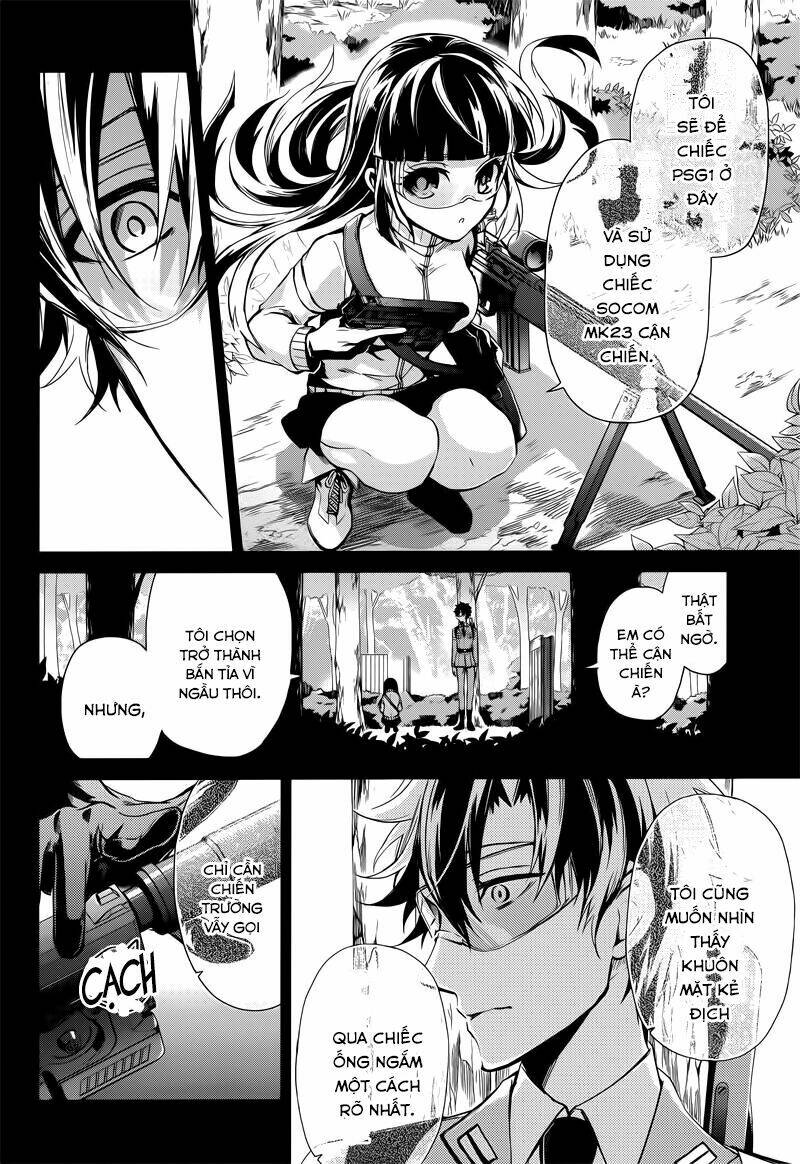 TÔI
SẼ ĐỂ
CHIẾC
PSG1 Ở
ĐÂY
VÀ SỬ
DỤNG
CHIẾC
SOCOM
MK23 CẬN
CHIẾN.
THẬT
BẤT
NGỜ.
EM CÓ
THỂ CẬN
CHIẾN
Ã?
TÔI CHỌN
TRỞ THÀNH
BẮN TỈA VÌ
NGẦU THÔI.
NHƯNG,
TÔI CŨNG
MUỐN NHÌN
THẤY
KHUÔN
MẶT KẺ
ĐỊCH
QUA CHIẾC
ỐNG NGẮM
MỘT CÁCH
RÕ NHẤT.
CHỈ CẦN
CHIẾN
TRƯỜNG
VẪY GỌI
CẠCH